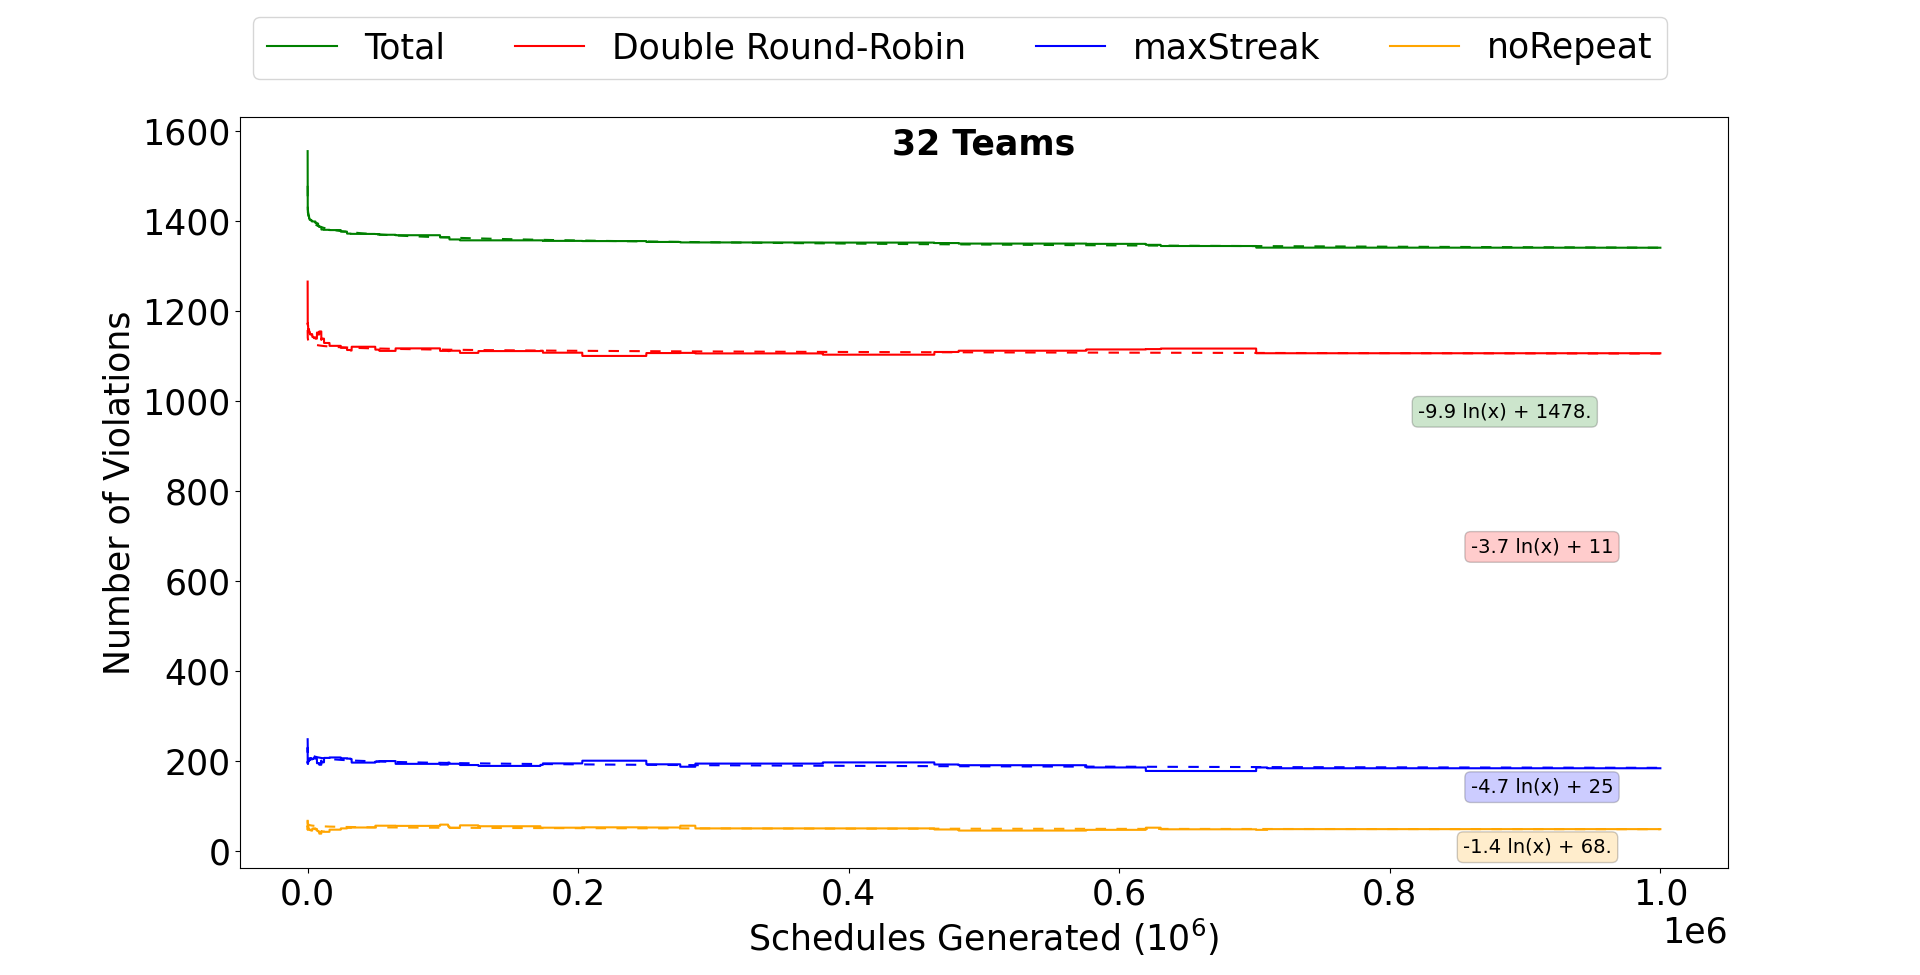 Total Double Round-Robin maxStreak noRepeat
32 Teams
1600
1400
1200
1000
800
600
400
200
0
Number of Violations
-9.9 ln(x) + 1478.
-3.7 ln(x) + 11
-4.7 ln(x) + 25
-1.4 ln(x) + 68.
0.0 0.2 0.4 0.6 0.8 1.0
1e6
Schedules Generated (10⁶)